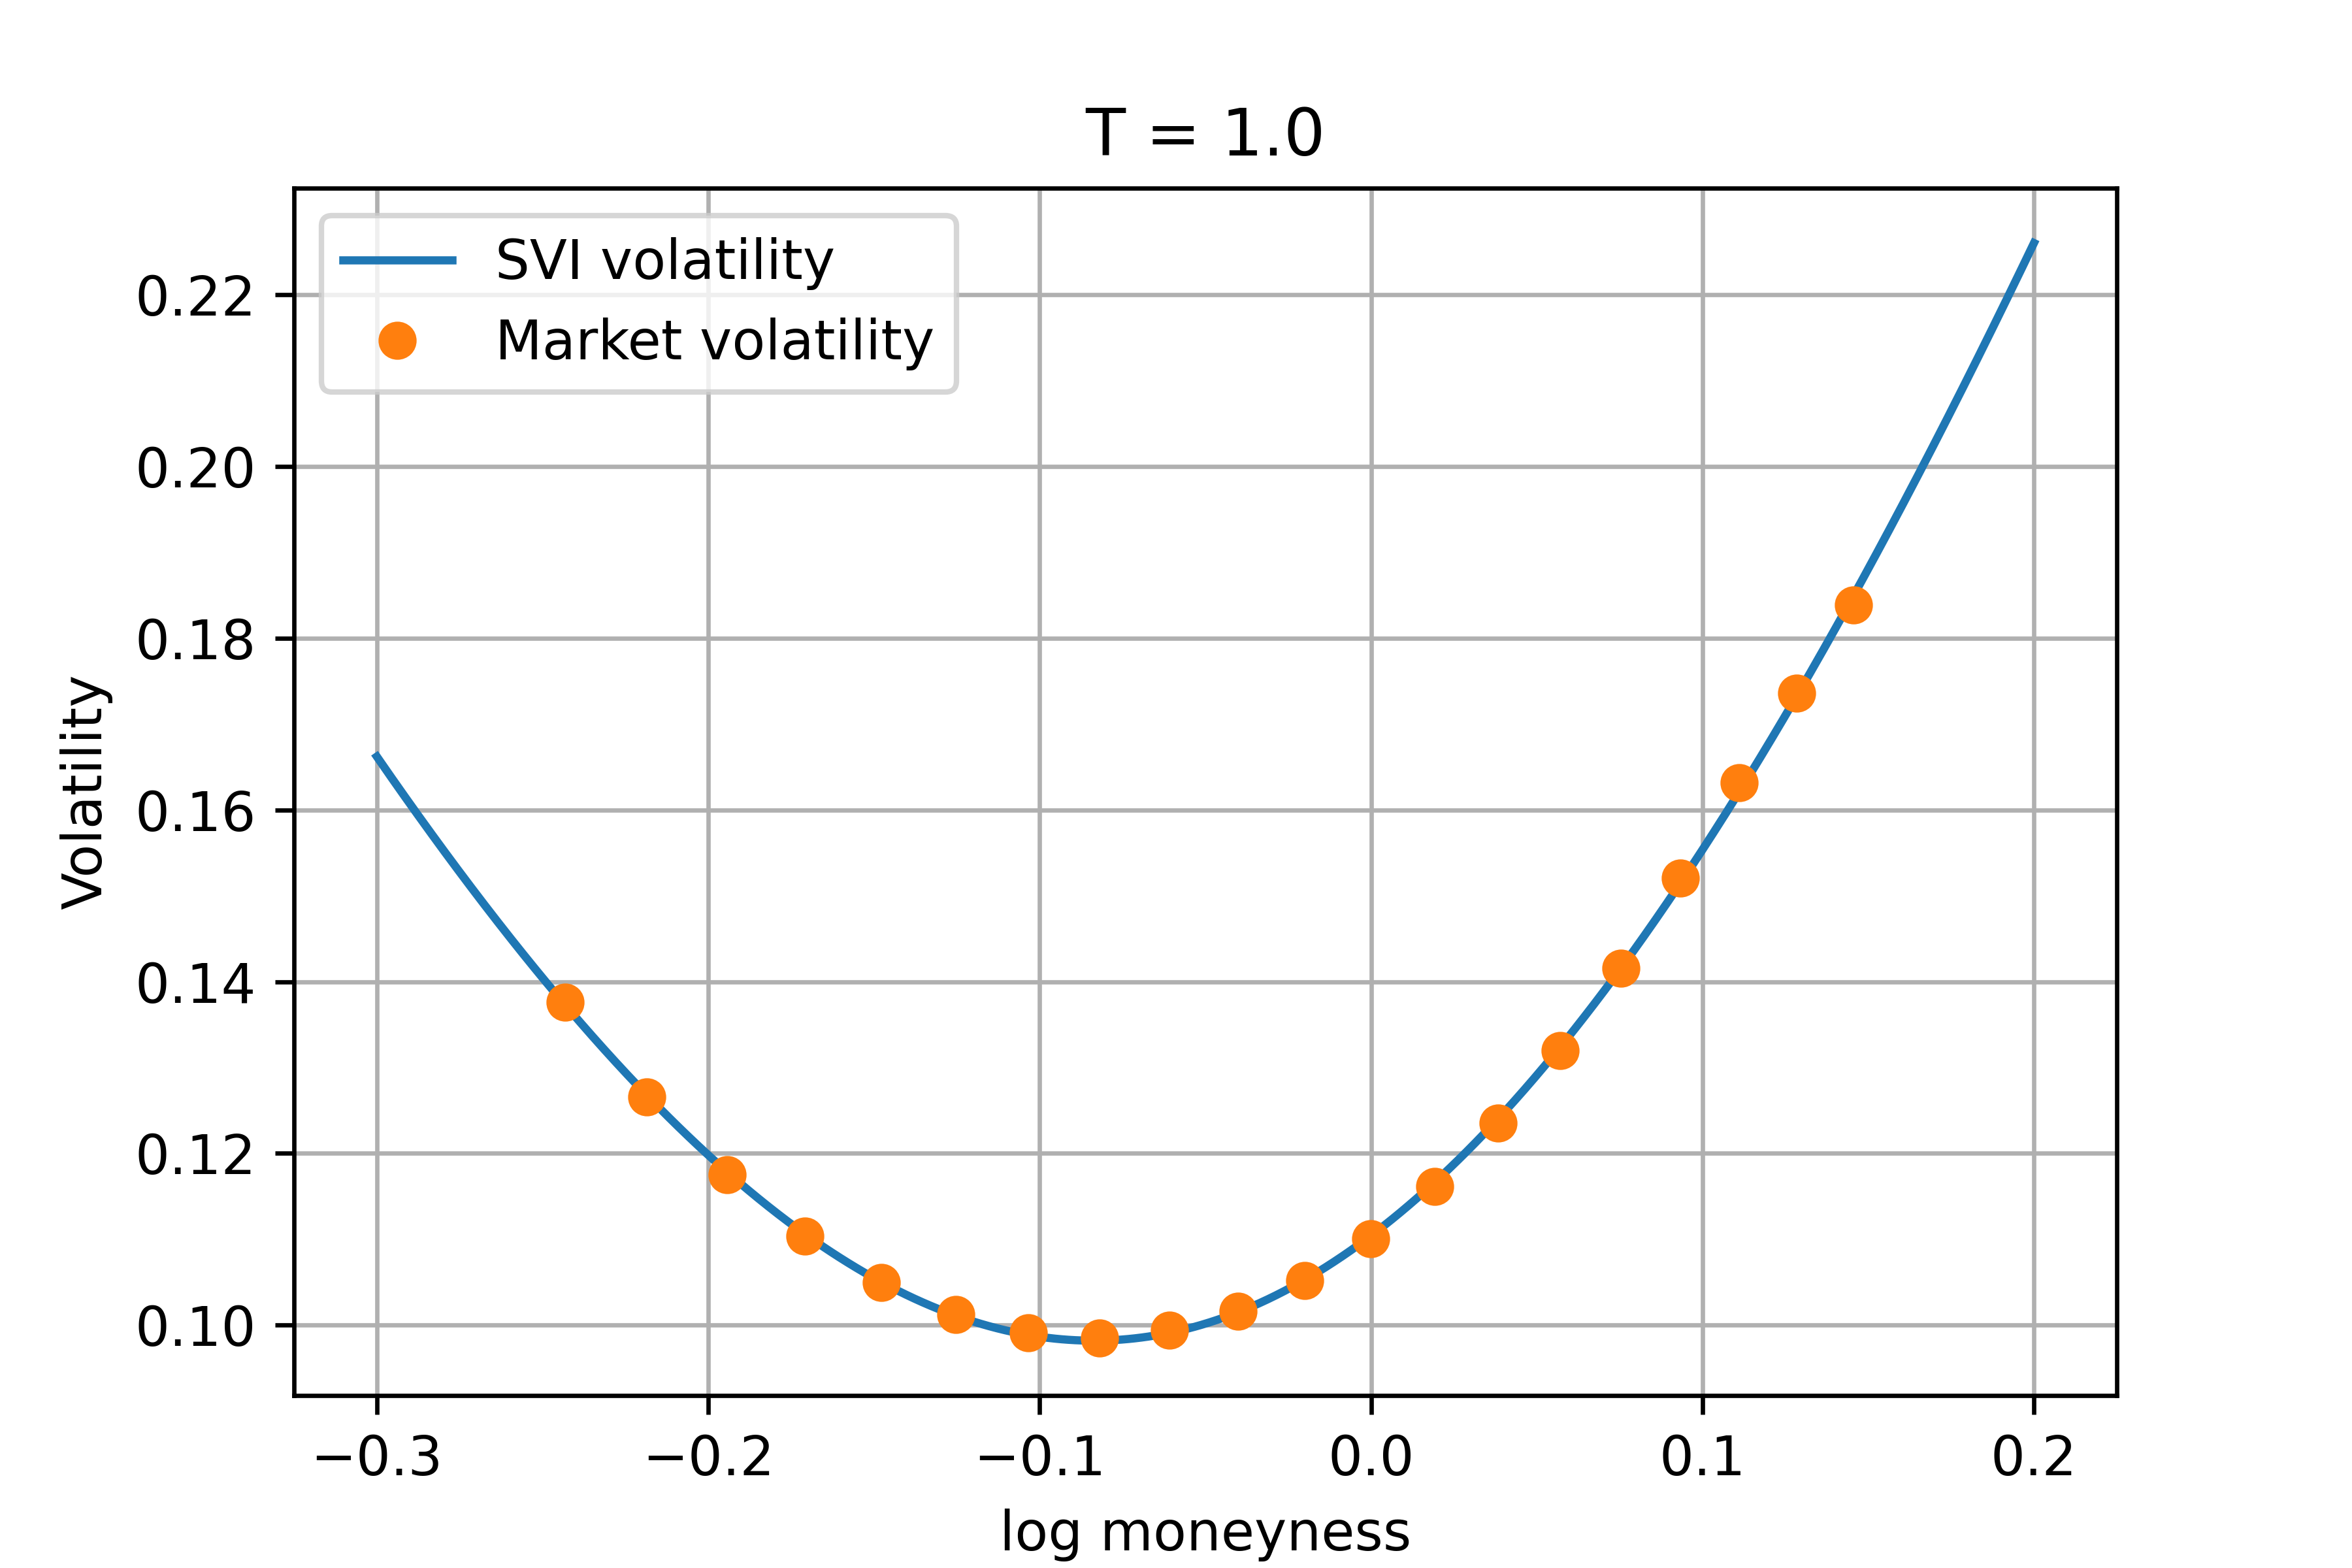 T = 1.0
SVI volatility
Market volatility
0.22
0.20
0.18
0.16
0.14
0.12
0.10
Volatility
−0.3 −0.2 −0.1 0.0 0.1 0.2
log moneyness